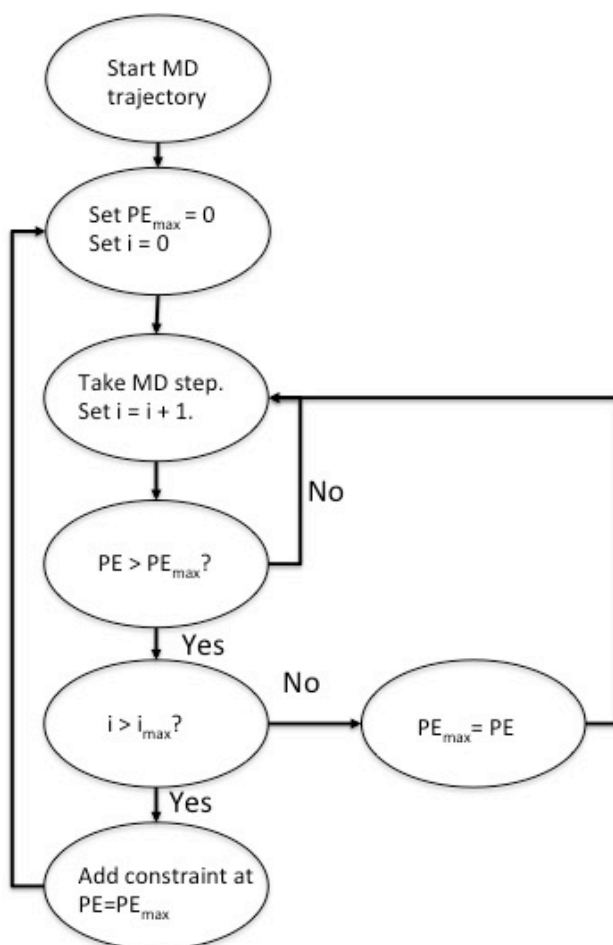 Start MD
trajectory
Set PEmax = 0
Set i = 0
Take MD step.
Set i = i + 1.
No
PE > PEmax?
Yes
No
i > imax?
PEmax= PE
Yes
Add constraint at
PE=PEmax